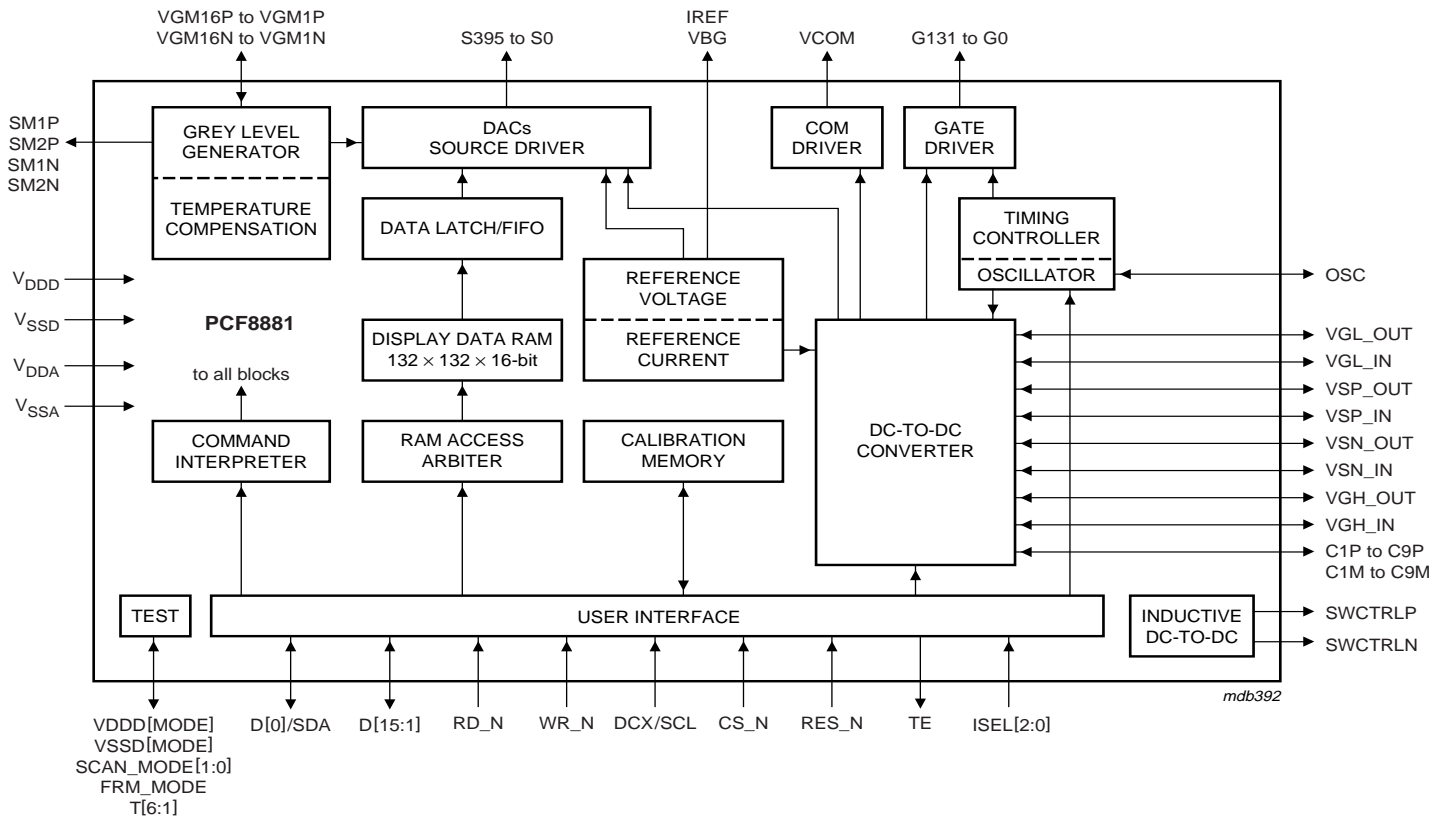 VGM16P to VGM1P
VGM16N to VGM1N
S395 to S0
IREF
VBG
VCOM
G131 to G0
SM1P
SM2P
SM1N
SM2N
GREY LEVEL
GENERATOR
TEMPERATURE
COMPENSATION
DACs
SOURCE DRIVER
COM
DRIVER
GATE
DRIVER
DATA LATCH/FIFO
TIMING
CONTROLLER
OSCILLATOR
OSC
VDDD
VSSD
VDDA
VSSA
PCF8881
REFERENCE
VOLTAGE
REFERENCE
CURRENT
DISPLAY DATA RAM
132 × 132 × 16-bit
to all blocks
COMMAND
INTERPRETER
RAM ACCESS
ARBITER
CALIBRATION
MEMORY
DC-TO-DC
CONVERTER
VGL_OUT
VGL_IN
VSP_OUT
VSP_IN
VSN_OUT
VSN_IN
VGH_OUT
VGH_IN
C1P to C9P
C1M to C9M
TEST
USER INTERFACE
INDUCTIVE
DC-TO-DC
SWCTRLP
SWCTRLN
mdb392
VDDD[MODE]
VSSD[MODE]
SCAN_MODE[1:0]
FRM_MODE
T[6:1]
D[0]/SDA
D[15:1]
RD_N
WR_N
DCX/SCL
CS_N
RES_N
TE
ISEL[2:0]